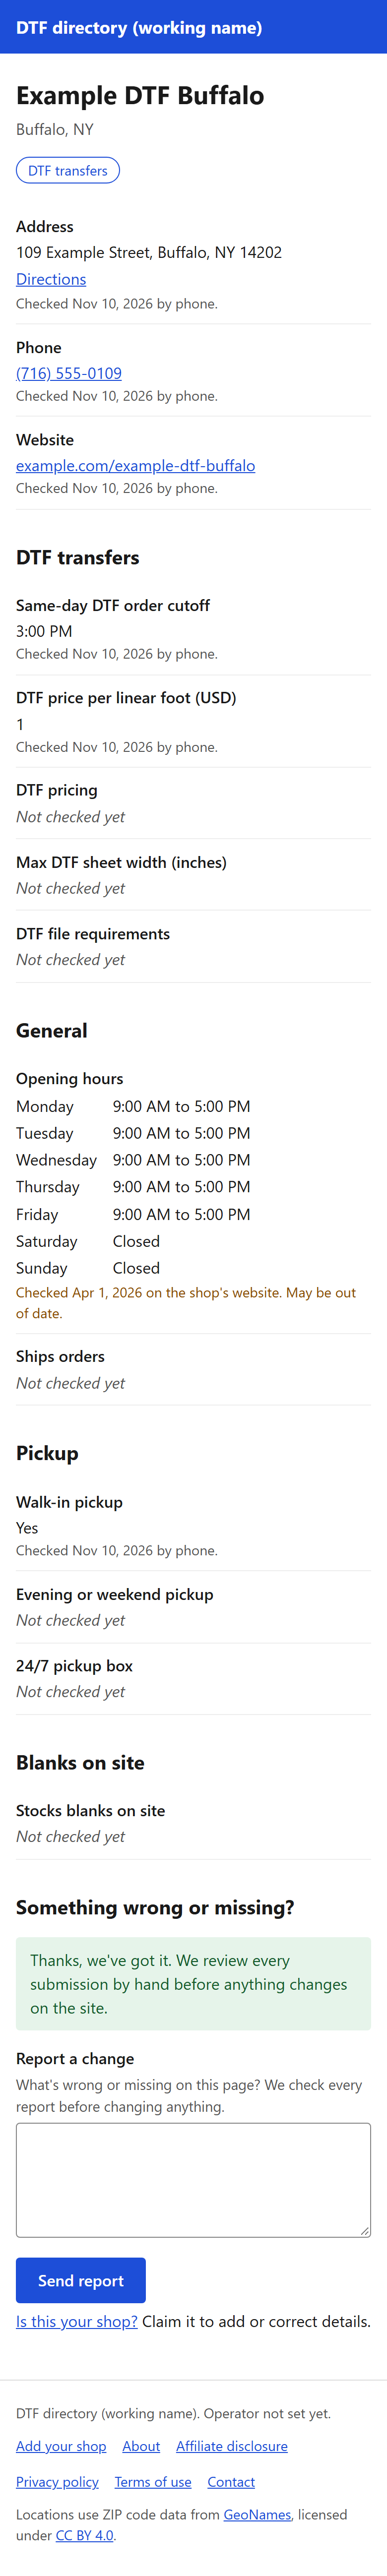 DTF directory (working name)
Example DTF Buffalo
Buffalo, NY
DTF transfers
Address
109 Example Street, Buffalo, NY 14202
Directions
Checked Nov 10, 2026 by phone.
Phone
(716) 555-0109
Checked Nov 10, 2026 by phone.
Website
example.com/example-dtf-buffalo
Checked Nov 10, 2026 by phone.
DTF transfers
Same-day DTF order cutoff
3:00 PM
Checked Nov 10, 2026 by phone.
DTF price per linear foot (USD)
1
Checked Nov 10, 2026 by phone.
DTF pricing
Not checked yet
Max DTF sheet width (inches)
Not checked yet
DTF file requirements
Not checked yet
General
Opening hours
Monday 9:00 AM to 5:00 PM
Tuesday 9:00 AM to 5:00 PM
Wednesday 9:00 AM to 5:00 PM
Thursday 9:00 AM to 5:00 PM
Friday 9:00 AM to 5:00 PM
Saturday Closed
Sunday Closed
Checked Apr 1, 2026 on the shop's website. May be out
of date.
Ships orders
Not checked yet
Pickup
Walk-in pickup
Yes
Checked Nov 10, 2026 by phone.
Evening or weekend pickup
Not checked yet
24/7 pickup box
Not checked yet
Blanks on site
Stocks blanks on site
Not checked yet
Something wrong or missing?
Thanks, we've got it. We review every
submission by hand before anything changes
on the site.
Report a change
What's wrong or missing on this page? We check every
report before changing anything.
Send report
Is this your shop? Claim it to add or correct details.
DTF directory (working name). Operator not set yet.
Add your shop About Affiliate disclosure
Privacy policy Terms of use Contact
Locations use ZIP code data from GeoNames, licensed
under CC BY 4.0.